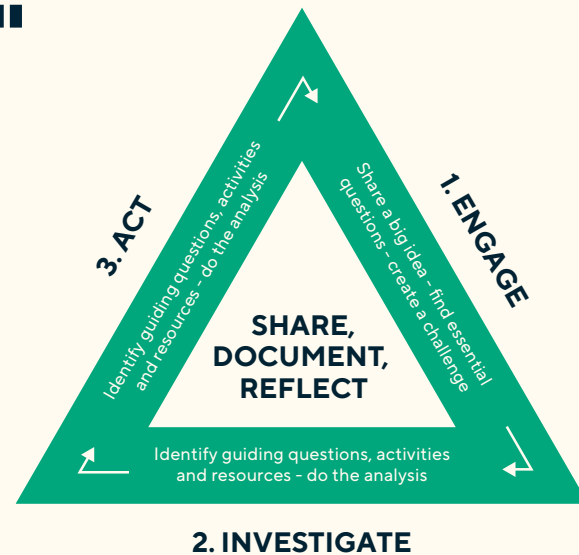 1. ENGAGE
Share a big idea - find essential
questions - create a challenge
2. INVESTIGATE
Identify guiding questions, activities
and resources - do the analysis
3. ACT
Identify guiding questions, activities
and resources - do the analysis
SHARE,
DOCUMENT,
REFLECT